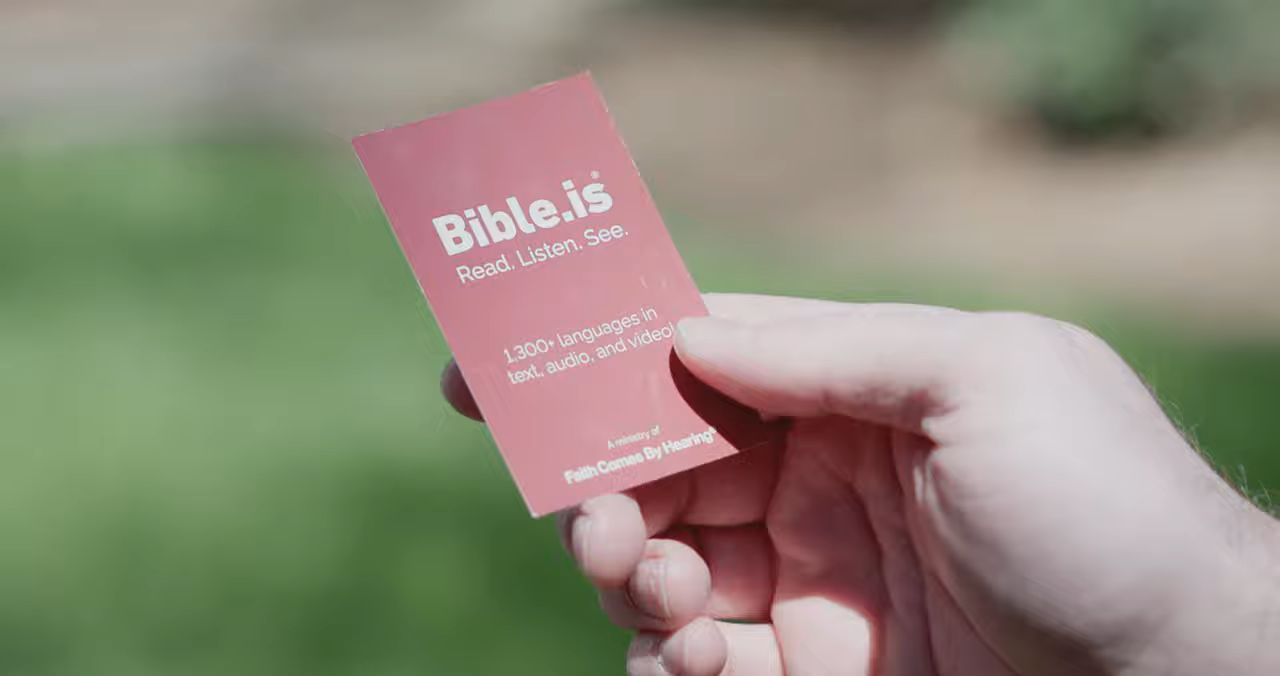 Bible.is®
Read. Listen. See.
1,300+ languages in
text, audio, and video!
A ministry of
Faith Comes By Hearing®